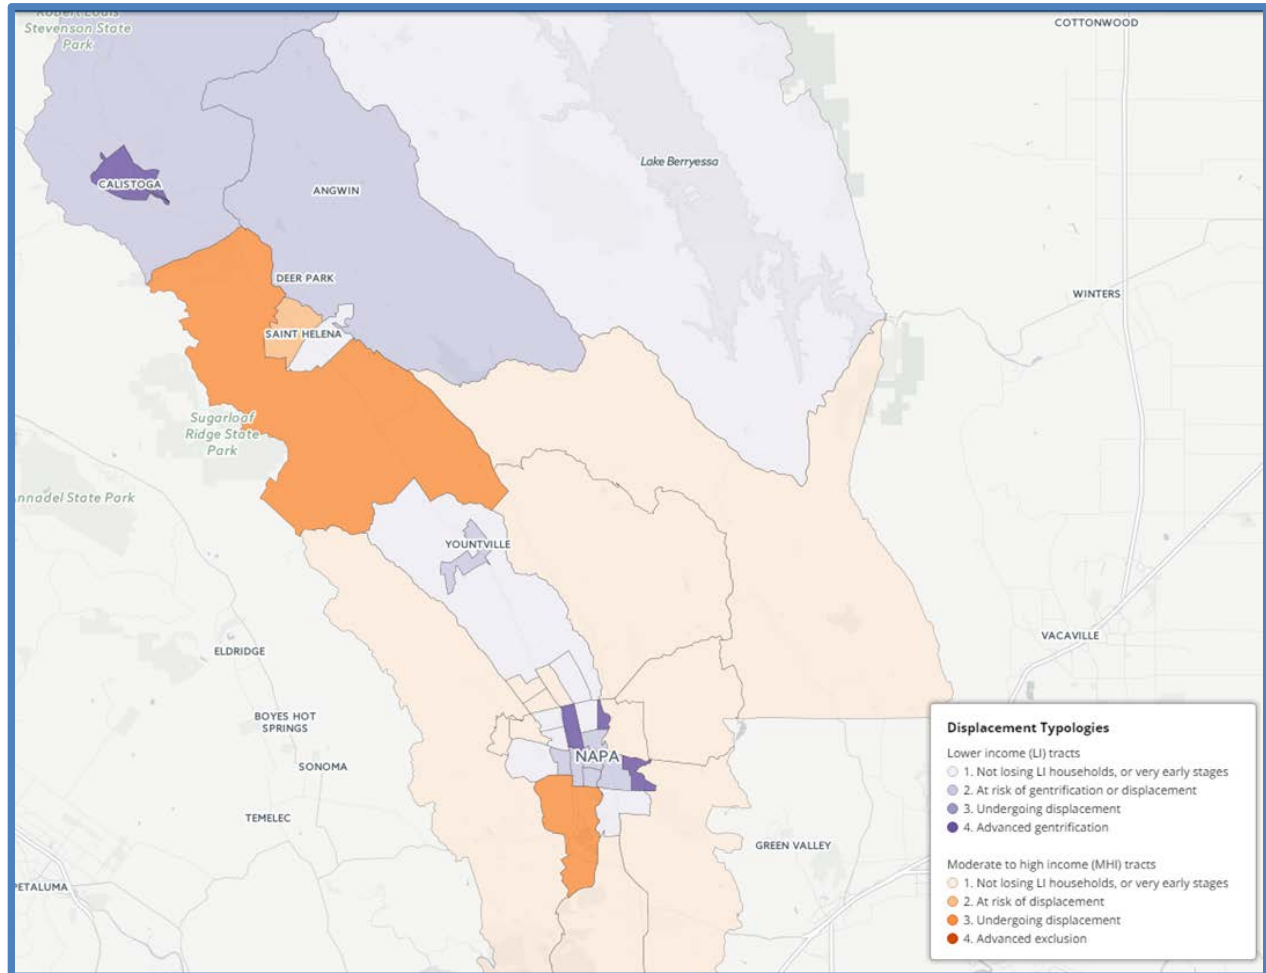 Robert Louis
Stevenson State
Park
COTTONWOOD
Lake Berryessa
CALISTOGA
ANGWIN
DEER PARK
WINTERS
SAINT HELENA
Sugarloaf
Ridge State
Park
nnadel State Park
YOUNTVILLE
ELDRIDGE
VACAVILLE
BOYES HOT
SPRINGS
SONOMA
NAPA
TEMELEC
GREEN VALLEY
PETALUMA
Displacement Typologies
Lower income (LI) tracts
1. Not losing LI households, or very early stages
2. At risk of gentrification or displacement
3. Undergoing displacement
4. Advanced gentrification
Moderate to high income (MHI) tracts
1. Not losing LI households, or very early stages
2. At risk of displacement
3. Undergoing displacement
4. Advanced exclusion